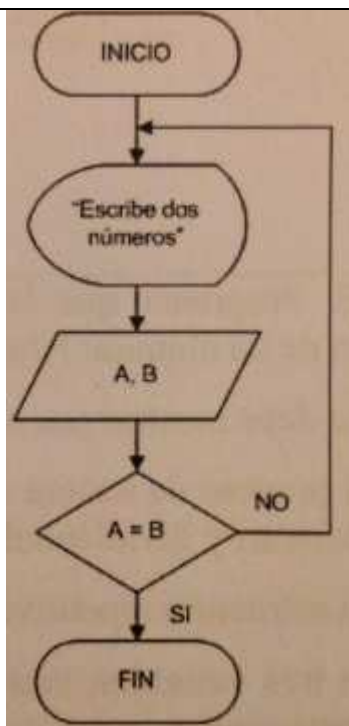 INICIO
"Escribe dos
números"
A, B
A = B
NO
SI
FIN